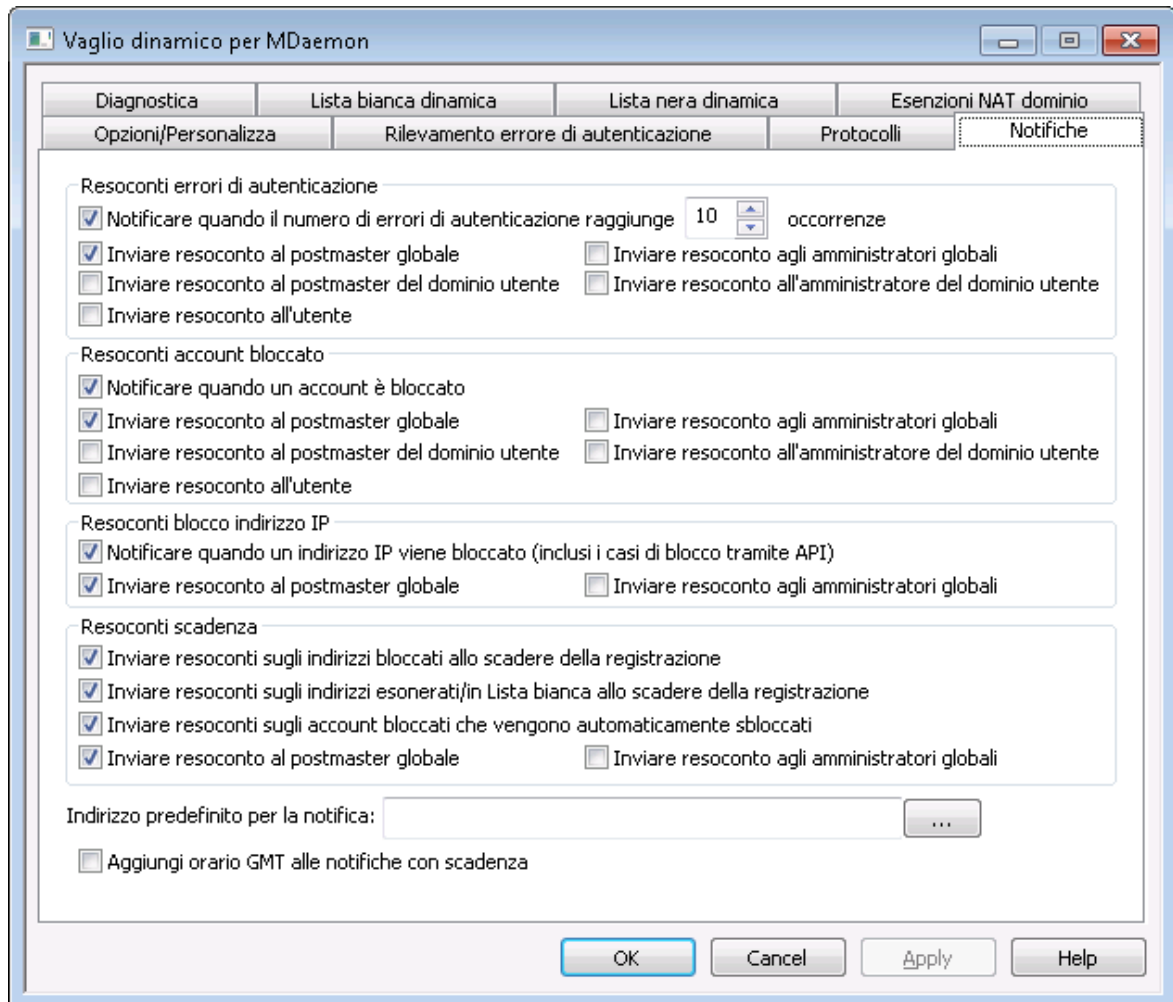 Vaglio dinamico per MDaemon
Diagnostica Lista bianca dinamica Lista nera dinamica Esenzioni NAT dominio
Opzioni/Personalizza Rilevamento errore di autenticazione Protocolli Notifiche
Resoconti errori di autenticazione
Notificare quando il numero di errori di autenticazione raggiunge 10 occorrenze
Inviare resoconto al postmaster globale Inviare resoconto agli amministratori globali
Inviare resoconto al postmaster del dominio utente Inviare resoconto all'amministratore del dominio utente
Inviare resoconto all'utente
Resoconti account bloccato
Notificare quando un account è bloccato
Inviare resoconto al postmaster globale Inviare resoconto agli amministratori globali
Inviare resoconto al postmaster del dominio utente Inviare resoconto all'amministratore del dominio utente
Inviare resoconto all'utente
Resoconti blocco indirizzo IP
Notificare quando un indirizzo IP viene bloccato (inclusi i casi di blocco tramite API)
Inviare resoconto al postmaster globale Inviare resoconto agli amministratori globali
Resoconti scadenza
Inviare resoconti sugli indirizzi bloccati allo scadere della registrazione
Inviare resoconti sugli indirizzi esonerati/in Lista bianca allo scadere della registrazione
Inviare resoconti sugli account bloccati che vengono automaticamente sbloccati
Inviare resoconto al postmaster globale Inviare resoconto agli amministratori globali
Indirizzo predefinito per la notifica: ...
Aggiungi orario GMT alle notifiche con scadenza
OK Cancel Apply Help